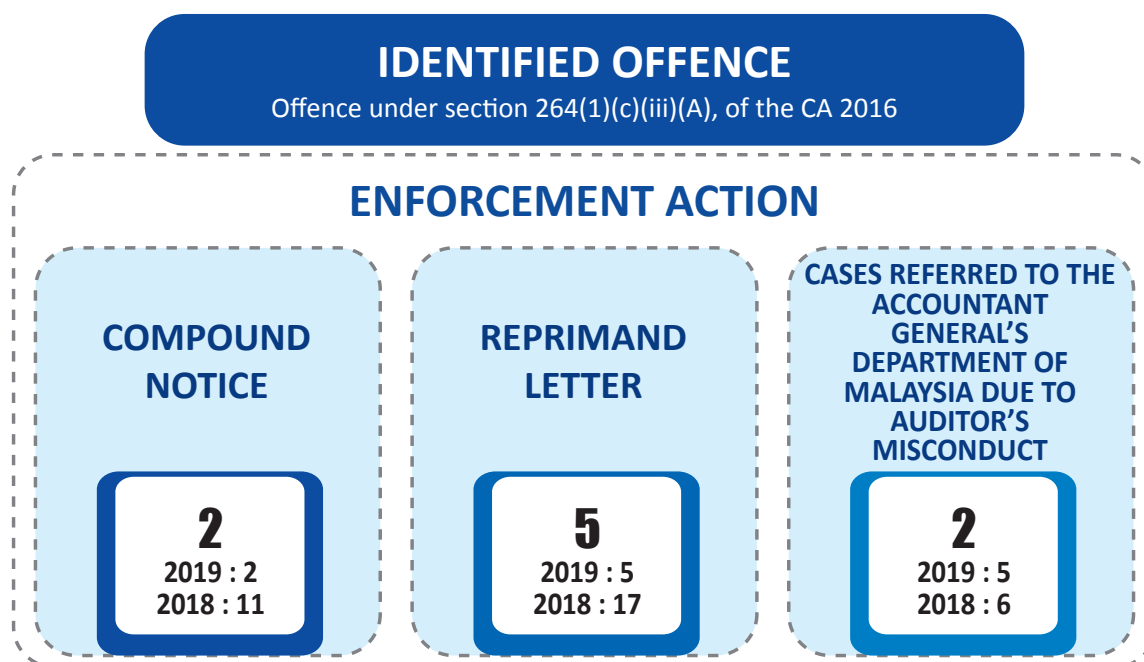 IDENTIFIED OFFENCE
Offence under section 264(1)(c)(iii)(A), of the CA 2016
ENFORCEMENT ACTION
COMPOUND
NOTICE
2
2019 : 2
2018 : 11
REPRIMAND
LETTER
5
2019 : 5
2018 : 17
CASES REFERRED TO THE
ACCOUNTANT
GENERAL’S
DEPARTMENT OF
MALAYSIA DUE TO
AUDITOR’S
MISCONDUCT
2
2019 : 5
2018 : 6